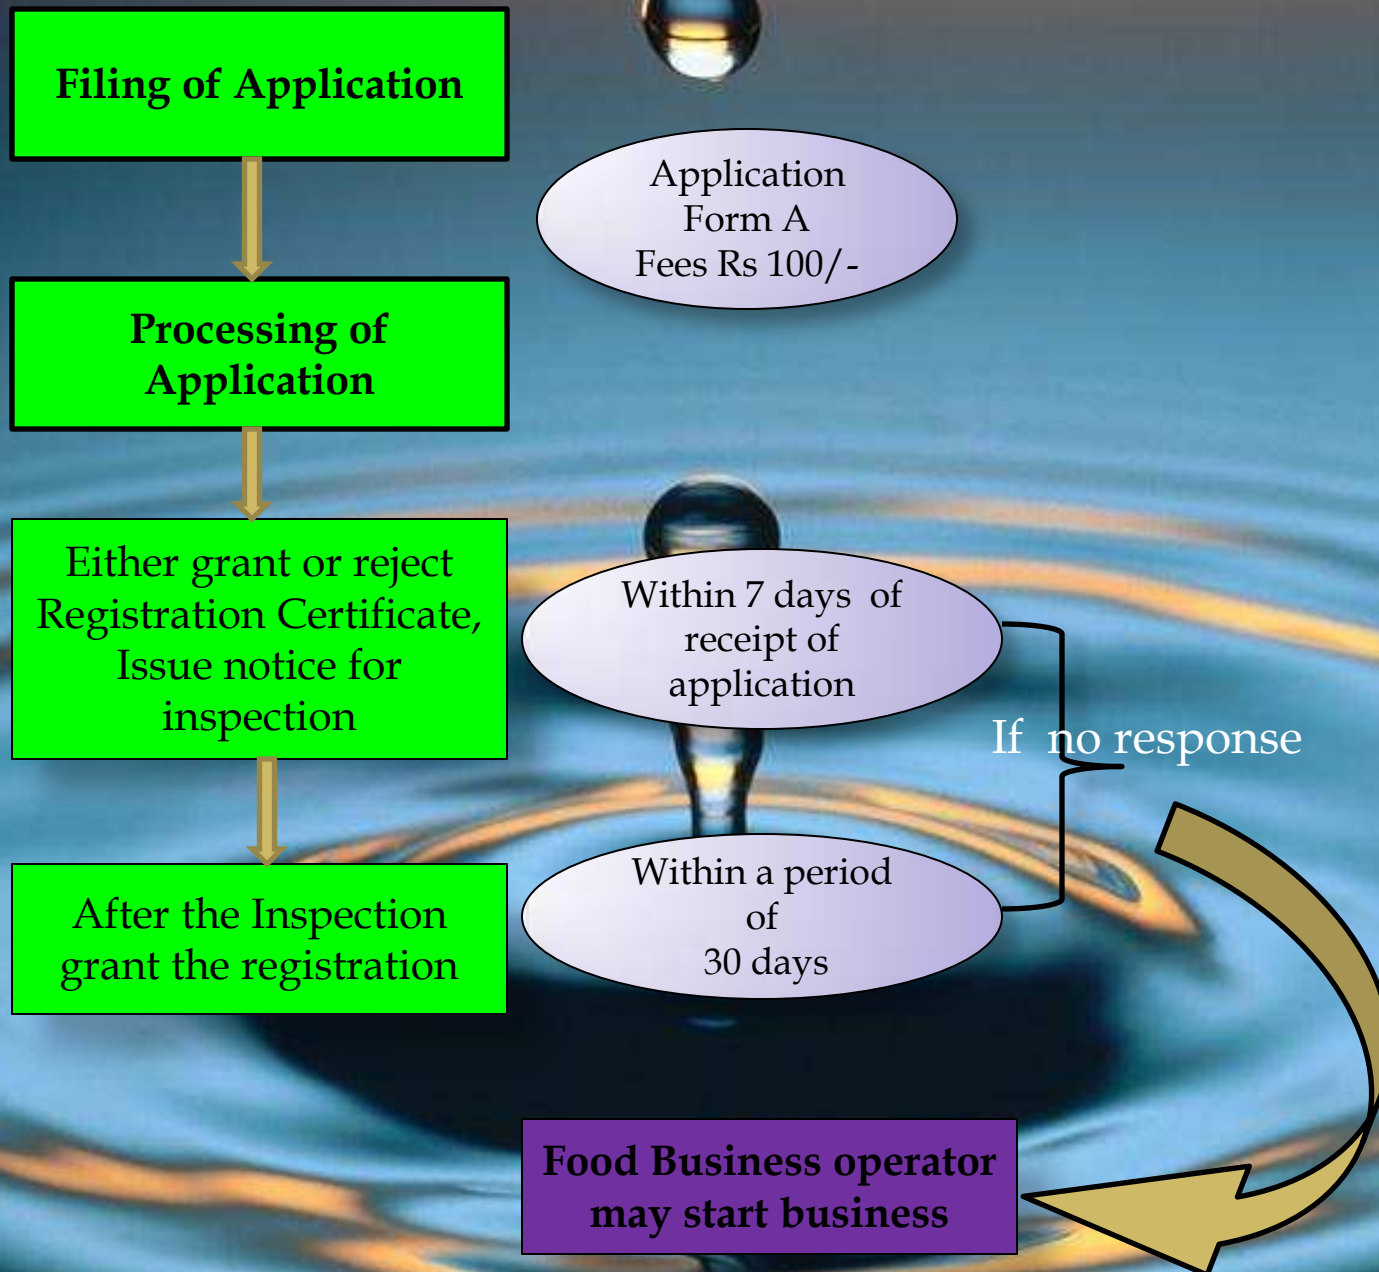 Filing of Application
Application
Form A
Fees Rs 100/-
Processing of
Application
Either grant or reject
Registration Certificate,
Issue notice for
inspection
Within 7 days of
receipt of
application
If no response
After the Inspection
grant the registration
Within a period
of
30 days
Food Business operator
may start business